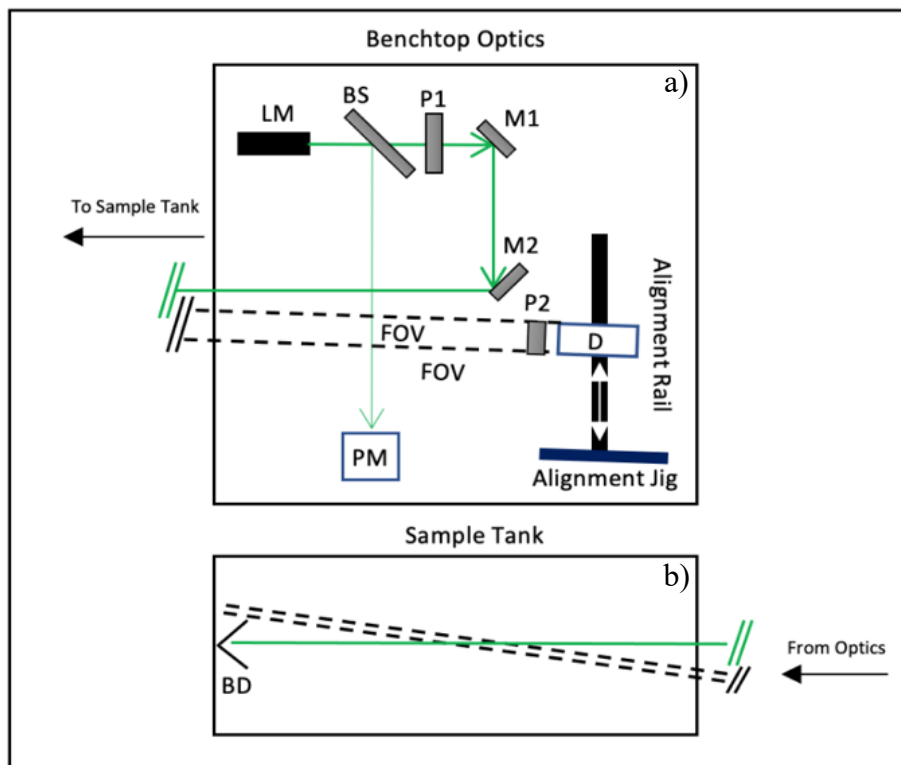 Benchtop Optics
a)
LM
BS
P1
M1
To Sample Tank
M2
P2
FOV
D
FOV
Alignment Rail
PM
Alignment Jig
Sample Tank
b)
From Optics
BD